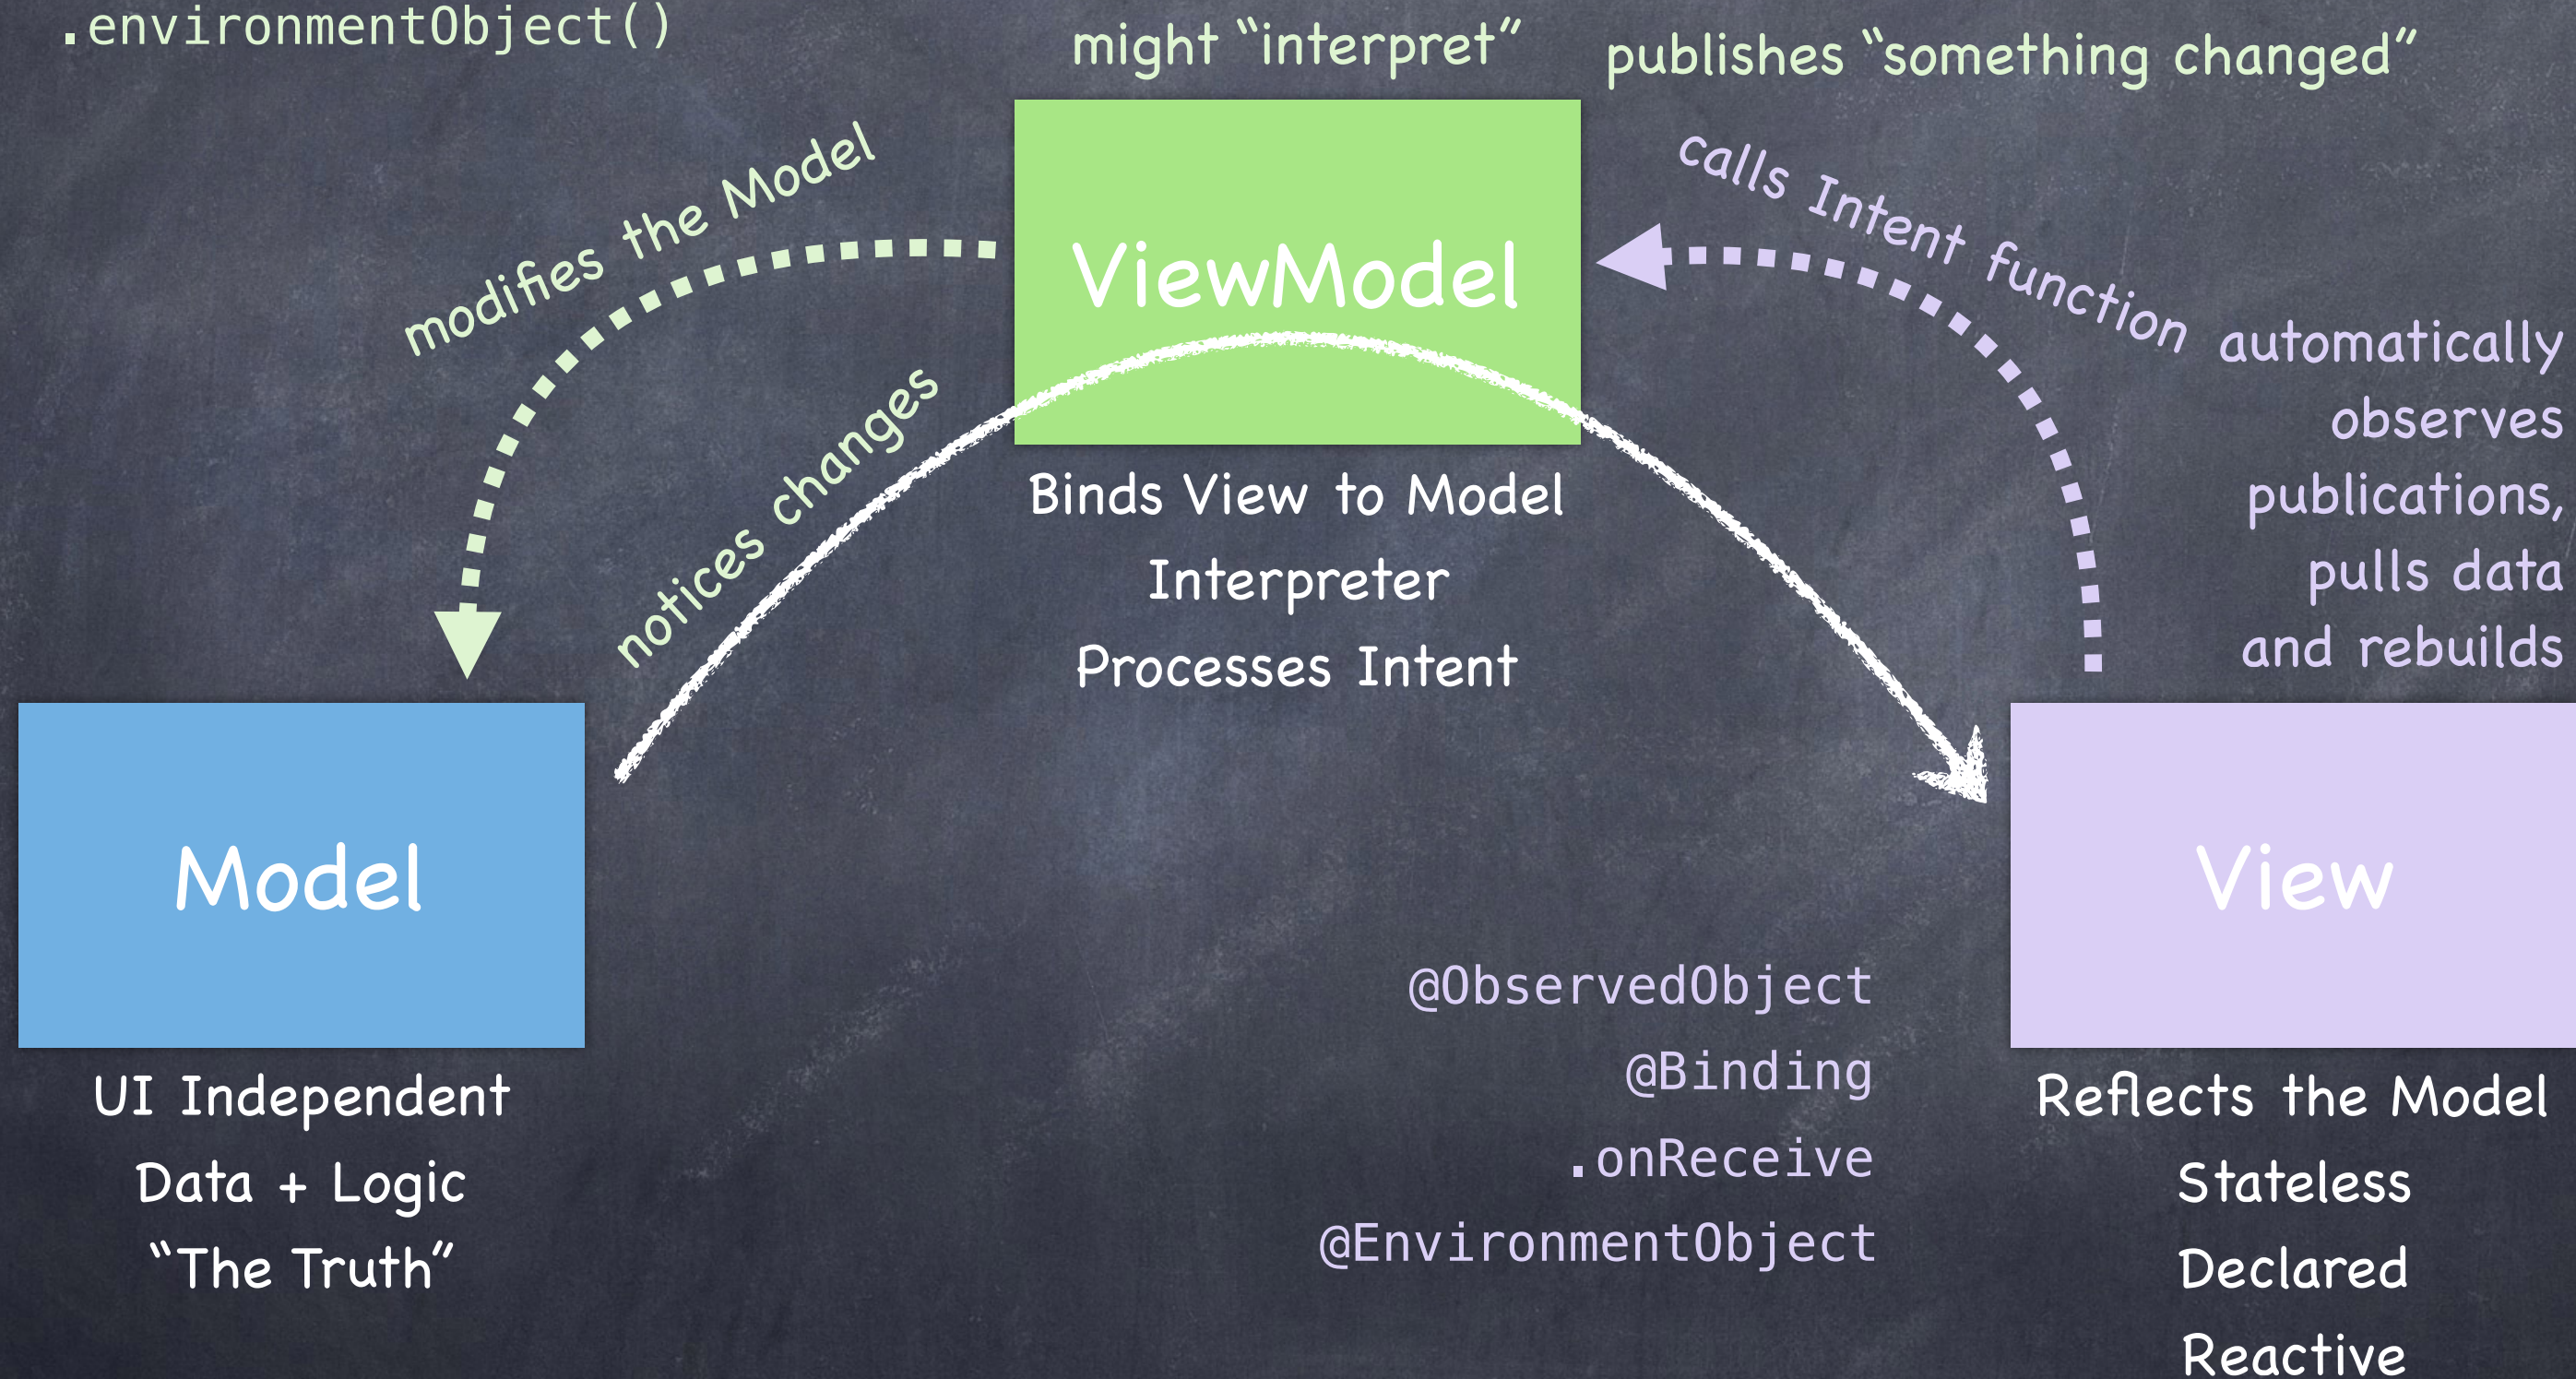 .environmentObject()
might “interpret”
publishes “something changed”
modifies the Model
notices changes
ViewModel
Binds View to Model
Interpreter
Processes Intent
calls Intent function
automatically
observes
publications,
pulls data
and rebuilds
Model
UI Independent
Data + Logic
“The Truth”
@ObservedObject
@Binding
.onReceive
@EnvironmentObject
View
Reflects the Model
Stateless
Declared
Reactive